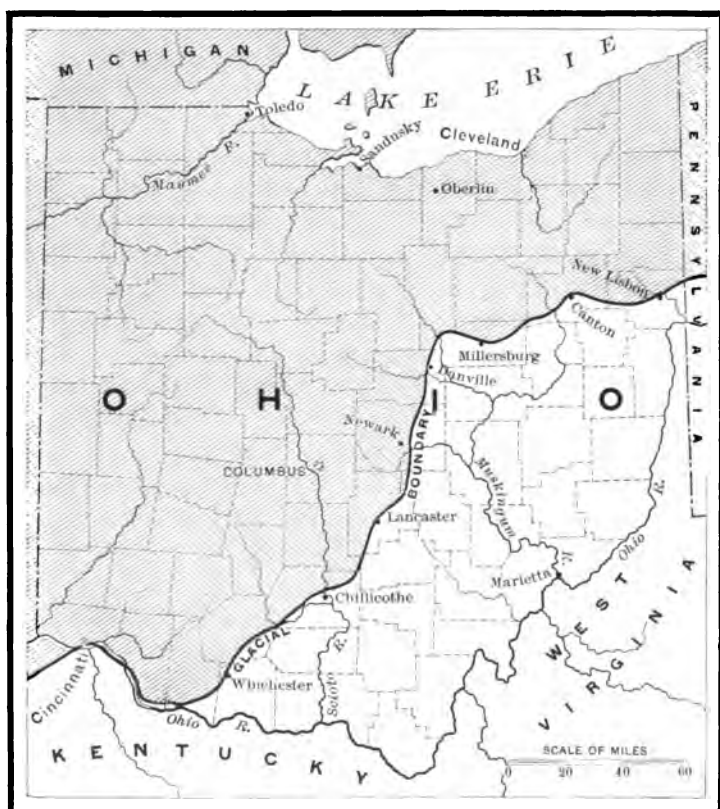 MICHIGAN
LAKE ERIE
Toledo
Maumee R.
Sandusky
Cleveland
Oberlin
PENNSYLVANIA
New Lisbon
Canton
Millersburg
Danville
OHIO
Newark
BOUNDARY
COLUMBUS
Muskingum
R.
Ohio R.
Lancaster
Marietta
Chillicothe
GLACIAL
WEST VIRGINIA
Scioto R.
Winchester
Cincinnati
Ohio R.
KENTUCKY
SCALE OF MILES
0 20 40 60